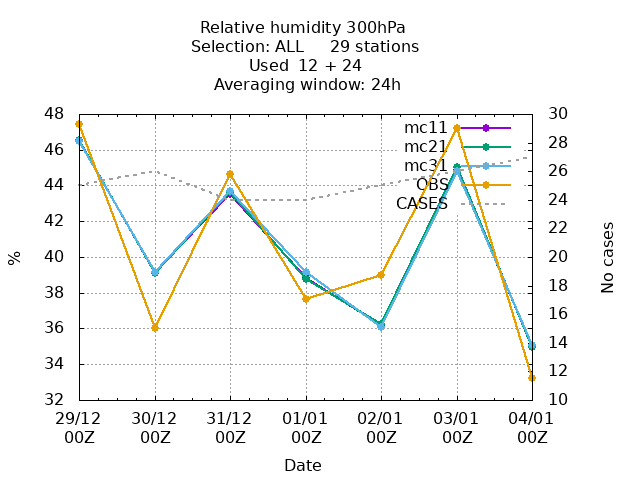 Relative humidity 300hPa
Selection: ALL 29 stations
Used 12 + 24
Averaging window: 24h
48
46
44
42
40
38
36
34
32
%
30
28
26
24
22
20
18
16
14
12
10
No cases
mc11
mc21
mc31
OBS
CASES
29/12 30/12 31/12 01/01 02/01 03/01 04/01
00Z 00Z 00Z 00Z 00Z 00Z 00Z
Date